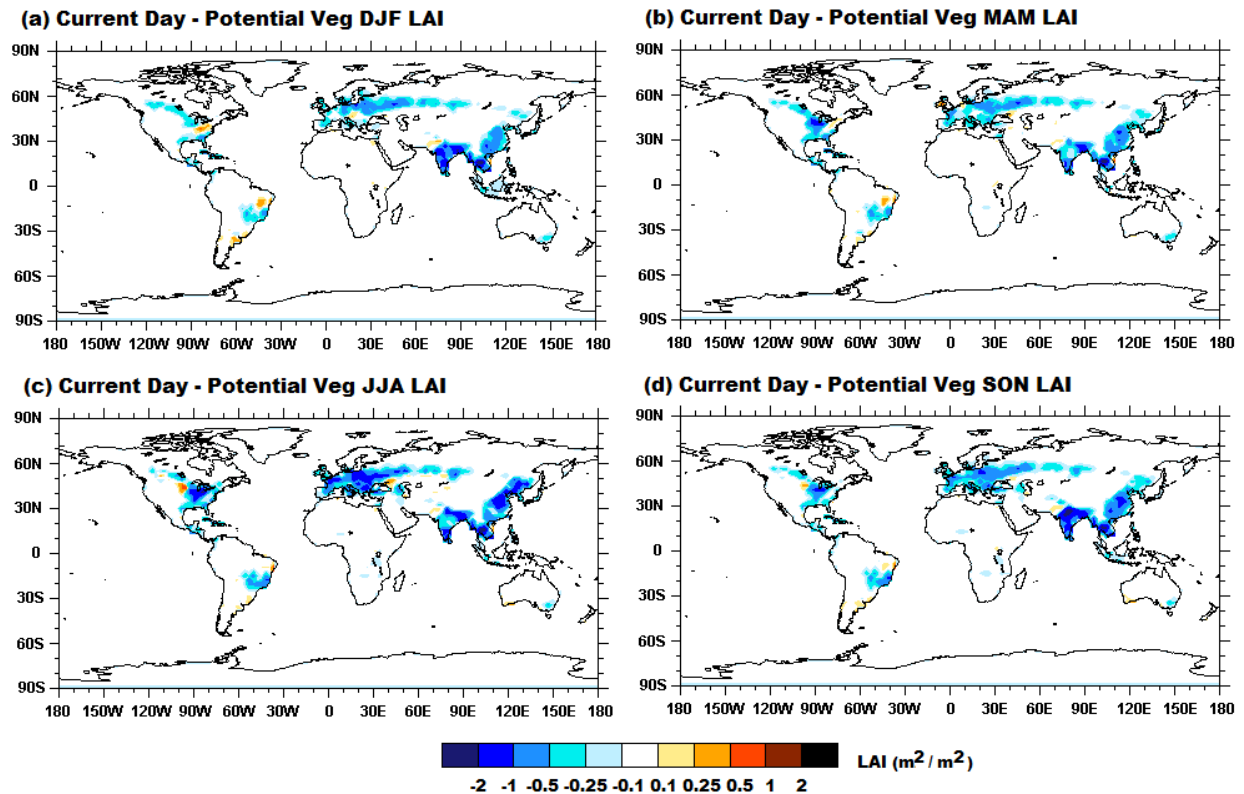 (a) Current Day - Potential Veg DJF LAI
90N
60N
30N
0
30S
60S
90S
180 150W 120W 90W 60W 30W 0 30E 60E 90E 120E 150E 180
(b) Current Day - Potential Veg MAM LAI
90N
60N
30N
0
30S
60S
90S
180 150W 120W 90W 60W 30W 0 30E 60E 90E 120E 150E 180
(c) Current Day - Potential Veg JJA LAI
90N
60N
30N
0
30S
60S
90S
180 150W 120W 90W 60W 30W 0 30E 60E 90E 120E 150E 180
(d) Current Day - Potential Veg SON LAI
90N
60N
30N
0
30S
60S
90S
180 150W 120W 90W 60W 30W 0 30E 60E 90E 120E 150E 180
LAI (m²/m²)
-2 -1 -0.5 -0.25 -0.1 0.1 0.25 0.5 1 2